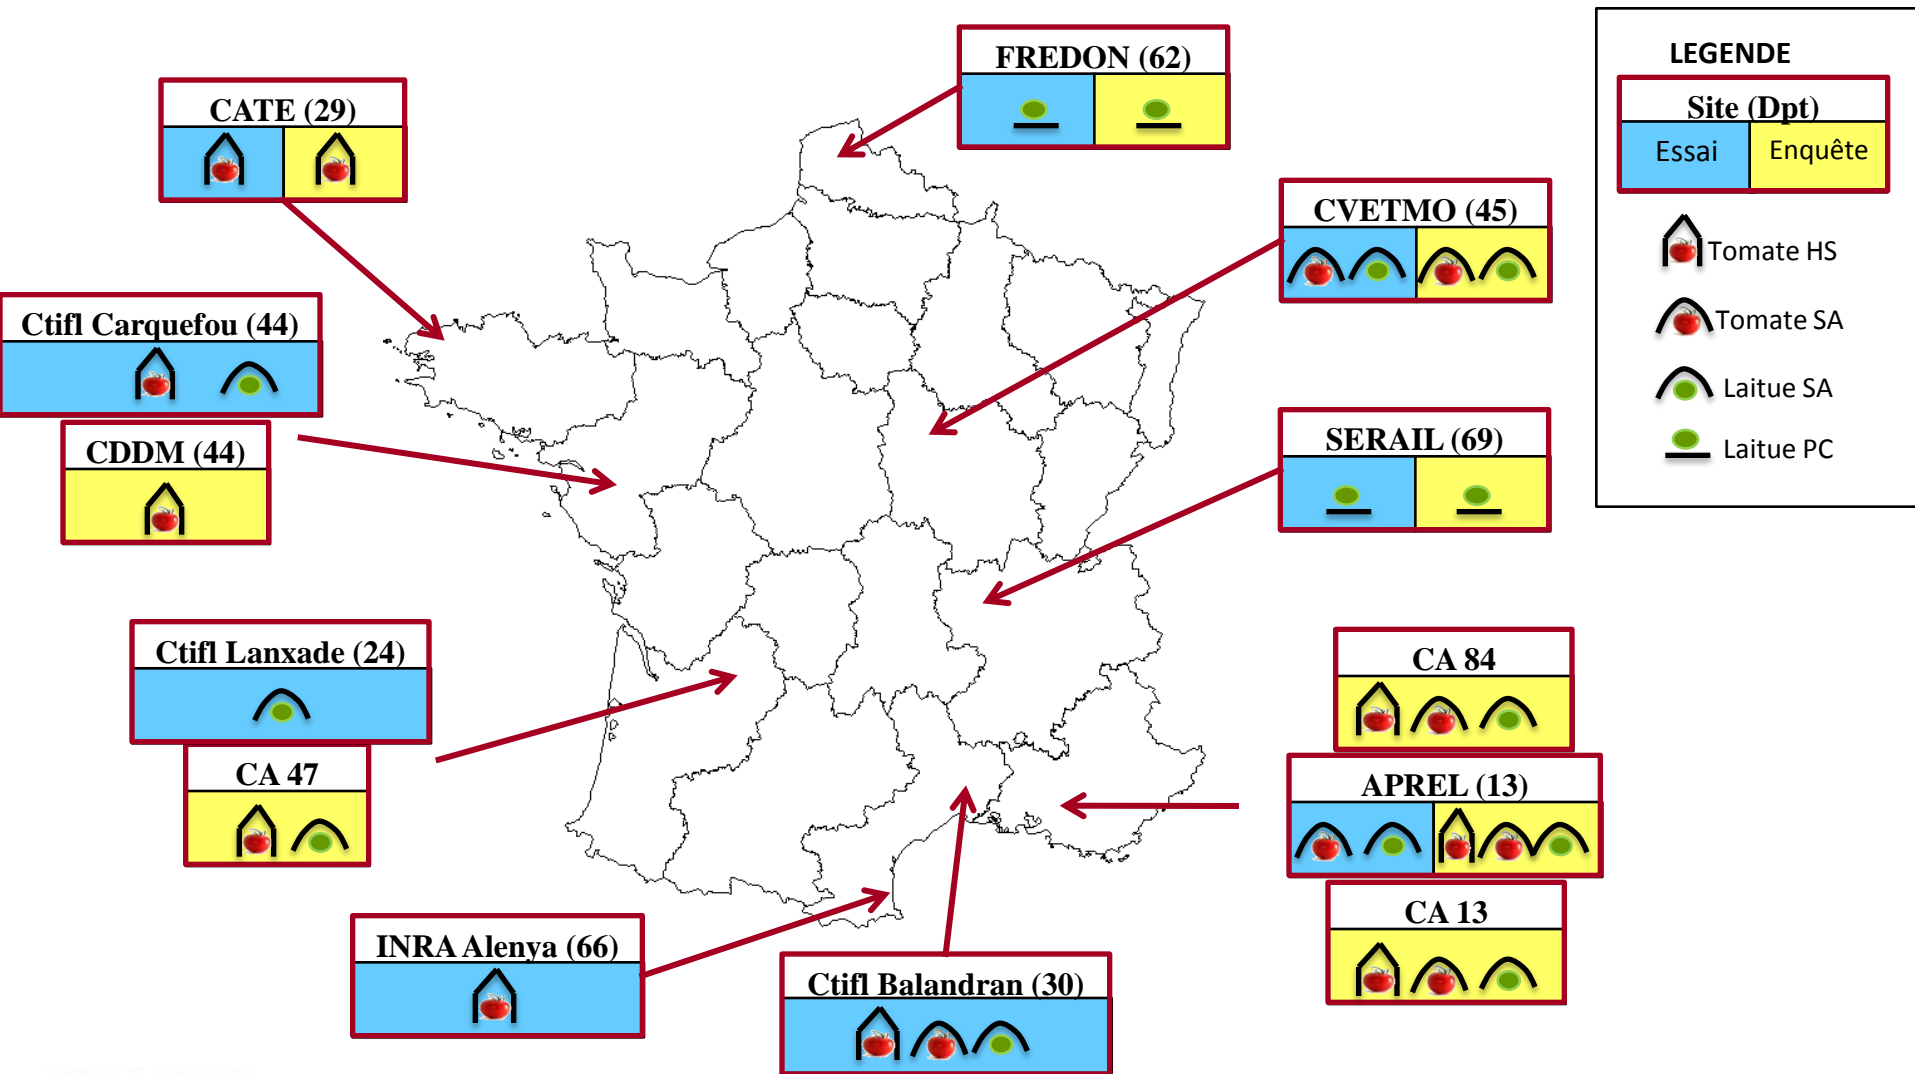 FREDON (62)
LEGENDE
Site (Dpt)
Essai
Enquête
Tomate HS
Tomate SA
Laitue SA
Laitue PC
CATE (29)
CVETMO (45)
Ctifl Carquefou (44)
CDDM (44)
SERAIL (69)
Ctifl Lanxade (24)
CA 47
CA 84
APREL (13)
CA 13
INRA Alenya (66)
Ctifl Balandran (30)